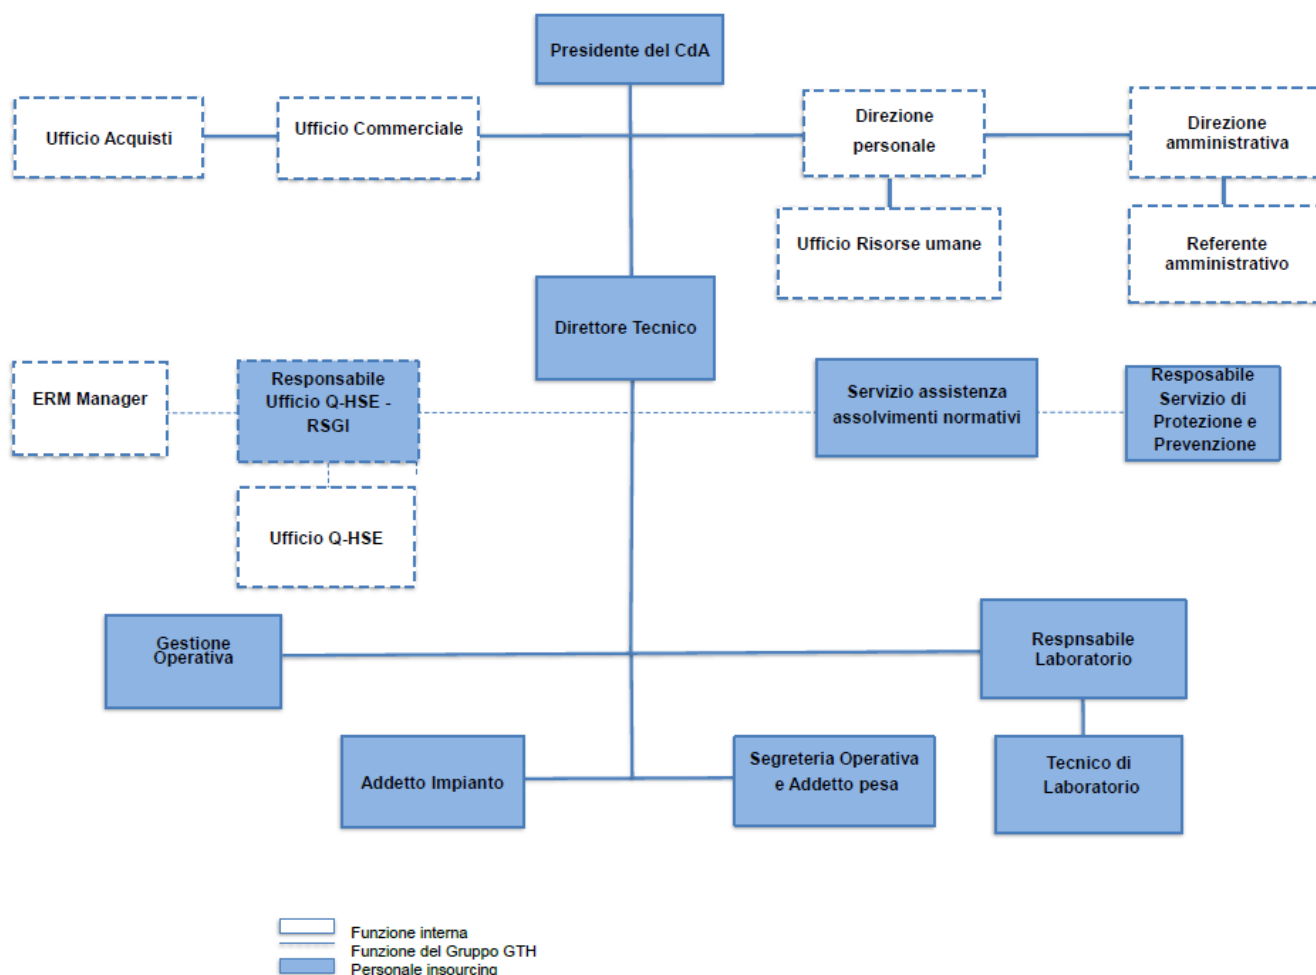 Presidente del CdA
Ufficio Acquisti
Ufficio Commerciale
Direzione
personale
Direzione
amministrativa
Ufficio Risorse umane
Referente
amministrativo
Direttore Tecnico
ERM Manager
Responsabile
Ufficio Q-HSE -
RSGI
Servizio assistenza
assolvimenti normativi
Resposabile
Servizio di
Protezione e
Prevenzione
Ufficio Q-HSE
Gestione
Operativa
Respnsabile
Laboratorio
Addetto Impianto
Segreteria Operativa
e Addetto pesa
Tecnico di
Laboratorio
Funzione interna
Funzione del Gruppo GTH
Personale insourcing